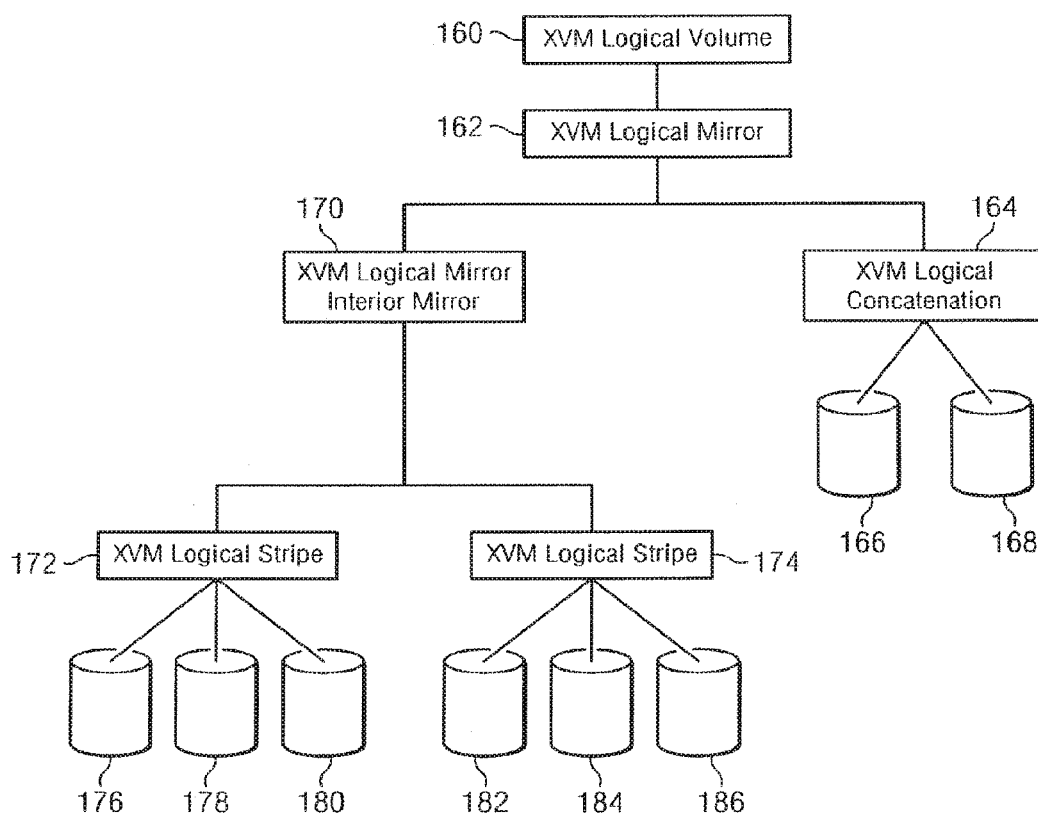 160
XVM Logical Volume
162
XVM Logical Mirror
170
164
XVM Logical Mirror
Interior Mirror
XVM Logical
Concatenation
166
168
172
XVM Logical Stripe
XVM Logical Stripe
174
176
178
180
182
184
186